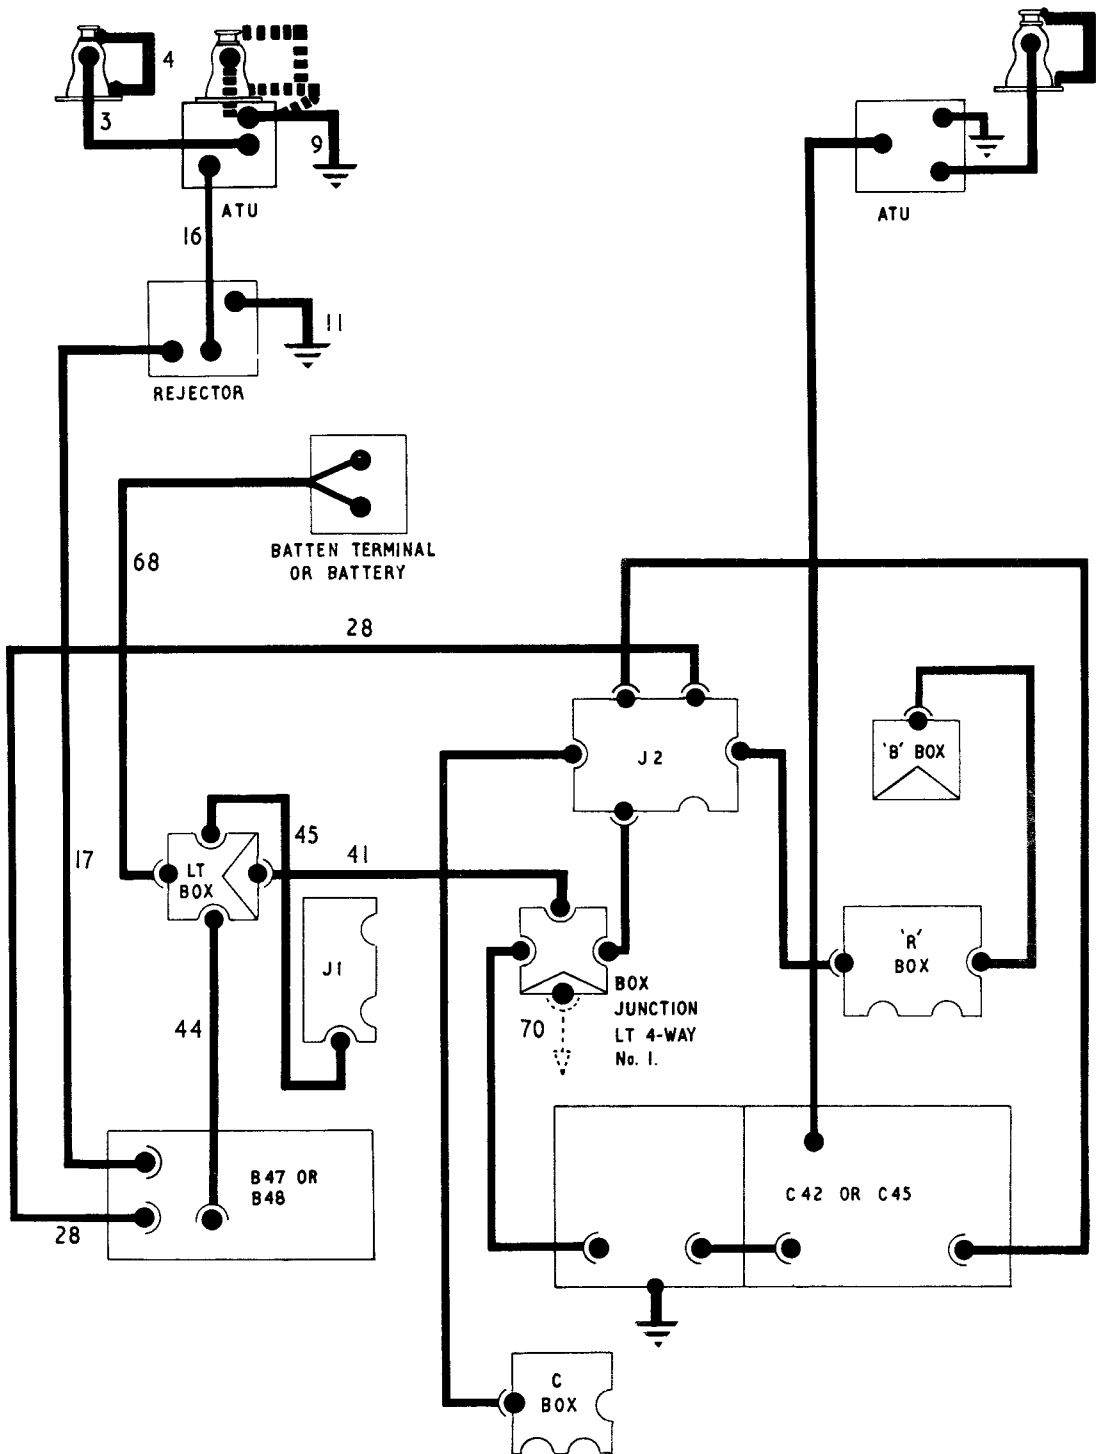 4
3
9
ATU
ATU
16
11
REJECTOR
BATTEN TERMINAL
OR BATTERY
68
28
J2
'B' BOX
45
17
41
LT
BOX
'R'
BOX
J1
BOX
JUNCTION
LT 4-WAY
No. 1.
70
44
B47 OR
B48
C42 OR C45
28
C
BOX